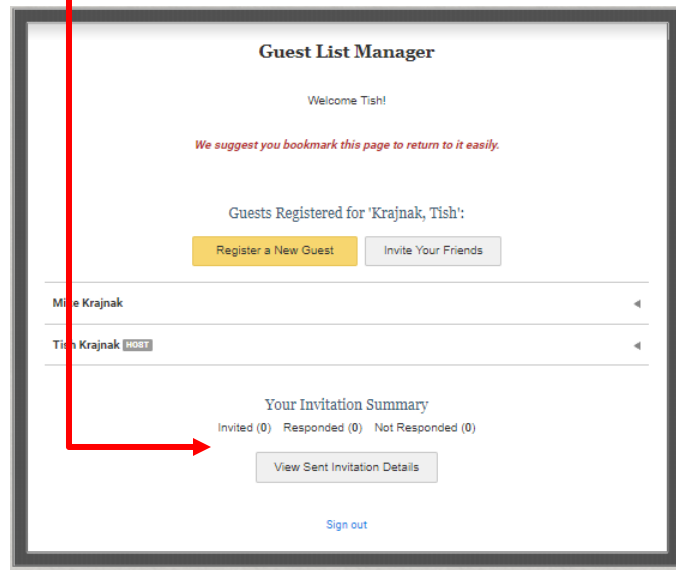 Guest List Manager
Welcome Tish!
We suggest you bookmark this page to return to it easily.
Guests Registered for 'Krajnak, Tish':
Register a New Guest Invite Your Friends
Mike Krajnak
Tish Krajnak HOST
Your Invitation Summary
Invited (0) Responded (0) Not Responded (0)
View Sent Invitation Details
Sign out